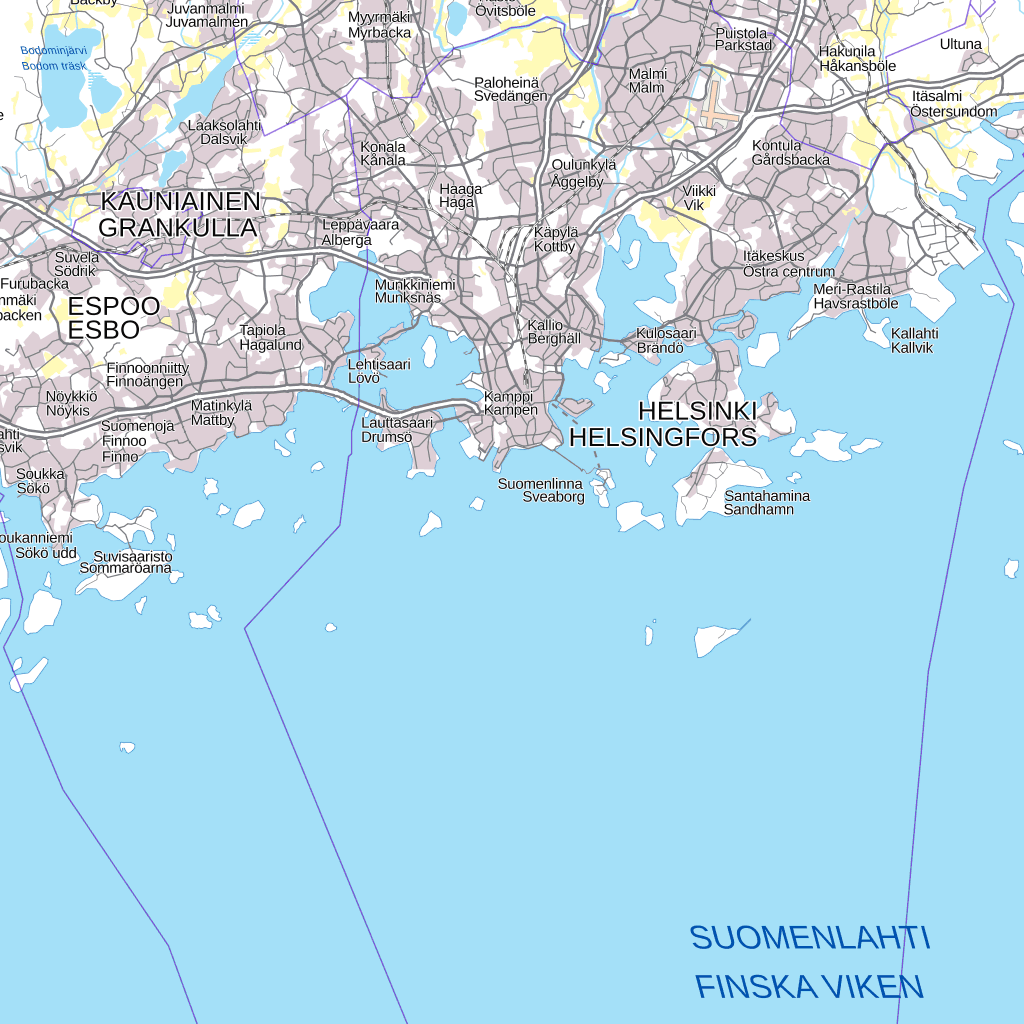 Backby
Juvanmalmi
Juvamalmen
Myyrmäki
Myrbacka
Övitsböle
Puistola
Parkstad
Hakunila
Håkansböle
Ultuna
Bodominjärvi
Bodom träsk
Paloheinä
Svedängen
Malmi
Malm
Itäsalmi
Östersundom
Laaksolahti
Dalsvik
Konala
Kånala
Kontula
Gårdsbacka
Oulunkylä
Åggelby
Haaga
Haga
Viikki
Vik
KAUNIAINEN
GRANKULLA
Leppävaara
Alberga
Käpylä
Kottby
Suvela
Södrik
Furubacka
Itäkeskus
Östra centrum
Munkkiniemi
Munksnäs
Meri-Rastila
Havsrastböle
ESPOO
ESBO
Tapiola
Hagalund
Kallio
Berghäll
Kulosaari
Brändö
Kallahti
Kallvik
Finnoonniitty
Finnoängen
Lehtisaari
Lövö
Nöykkiö
Nöykis
Matinkylä
Mattby
Kamppi
Kampen
HELSINKI
HELSINGFORS
Suomenoja
Finnoo
Finno
Lauttasaari
Drumsö
Soukka
Sökö
Suomenlinna
Sveaborg
Santahamina
Sandhamn
oukanniemi
Sökö udd
Suvisaaristo
Sommaröarna
SUOMENLAHTI
FINSKA VIKEN